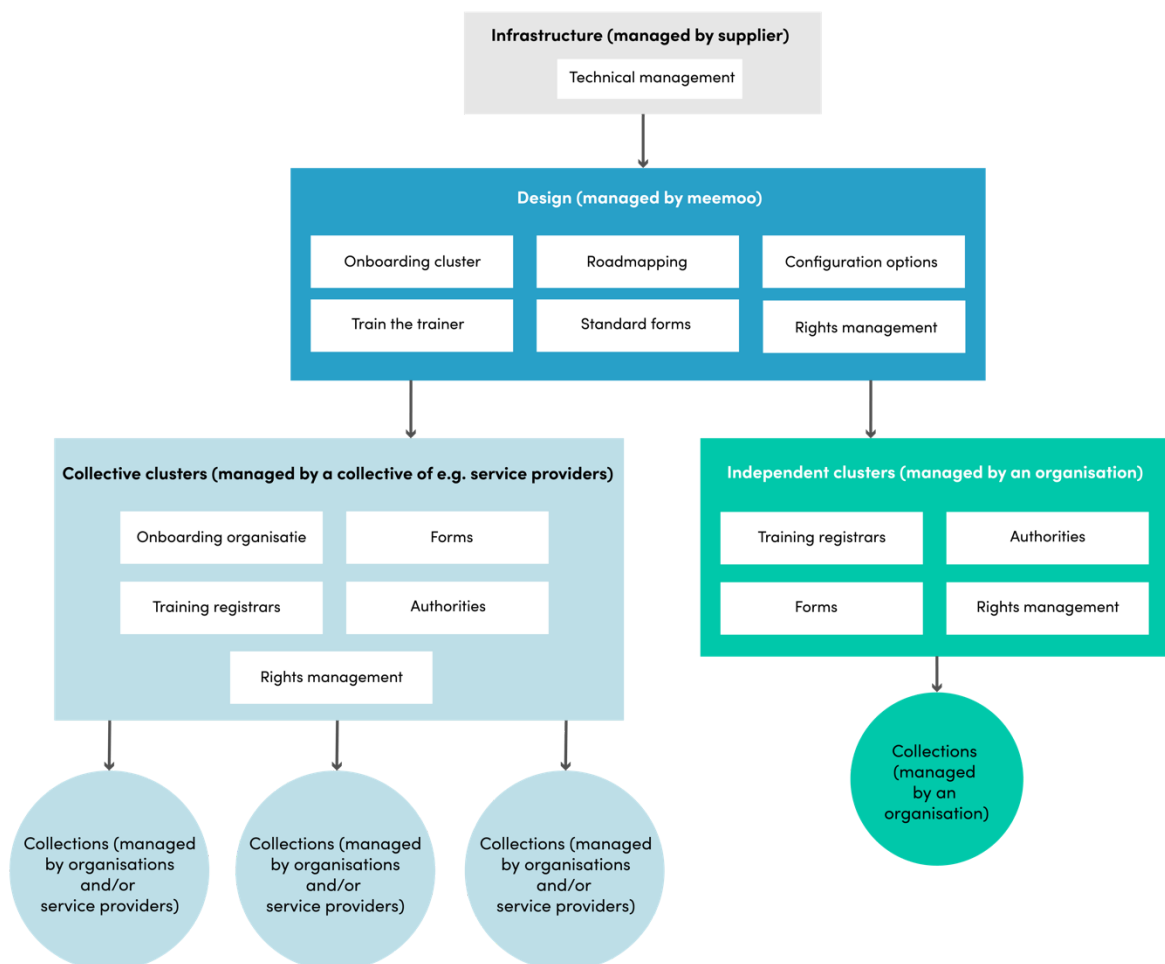 Infrastructure (managed by supplier)
Technical management
Design (managed by meemoo)
Onboarding cluster
Roadmapping
Configuration options
Train the trainer
Standard forms
Rights management
Collective clusters (managed by a collective of e.g. service providers)
Onboarding organisatie
Forms
Training registrars
Authorities
Rights management
Independent clusters (managed by an organisation)
Training registrars
Authorities
Forms
Rights management
Collections (managed
by organisations
and/or
service providers)
Collections (managed
by organisations
and/or
service providers)
Collections (managed
by organisations
and/or
service providers)
Collections
(managed
by an
organisation)